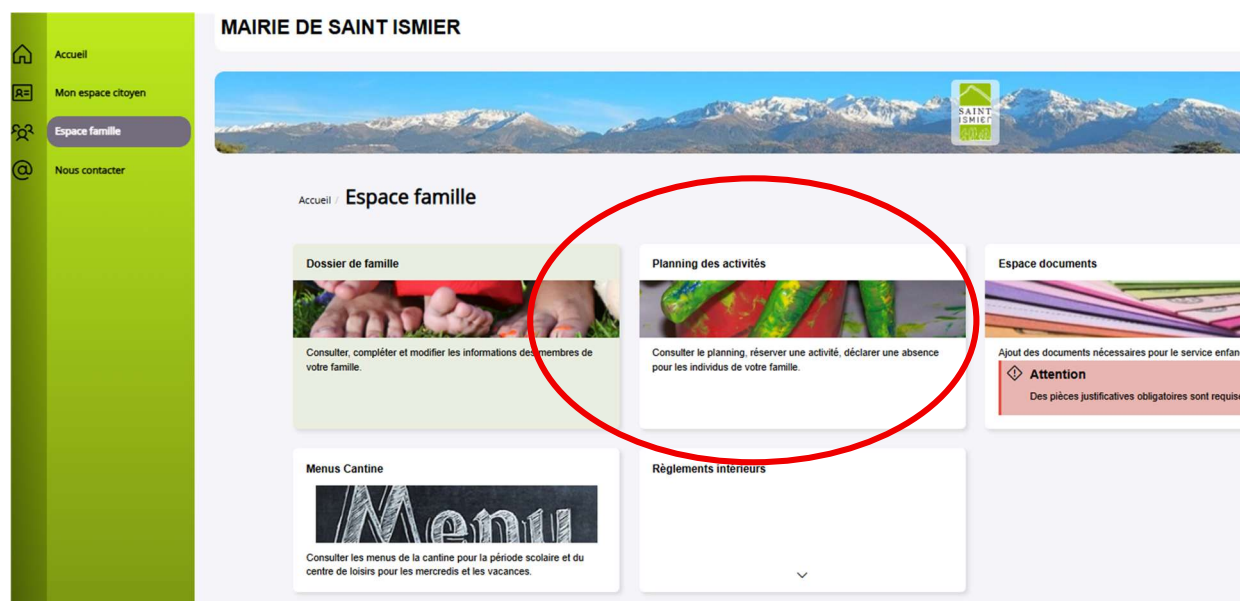 MAIRIE DE SAINT ISMIER
Accueil
Mon espace citoyen
Espace famille
Nous contacter
SAINT
ISMIER
Accueil / Espace famille
Dossier de famille
Consulter, compléter et modifier les informations des membres de
votre famille.
Planning des activités
Consulter le planning, réserver une activité, déclarer une absence
pour les individus de votre famille.
Espace documents
Ajout des documents nécessaires pour le service enfan
Attention
Des pièces justificatives obligatoires sont requise
Menus Cantine
Menu
Consulter les menus de la cantine pour la période scolaire et du
centre de loisirs pour les mercredis et les vacances.
Règlements intérieurs